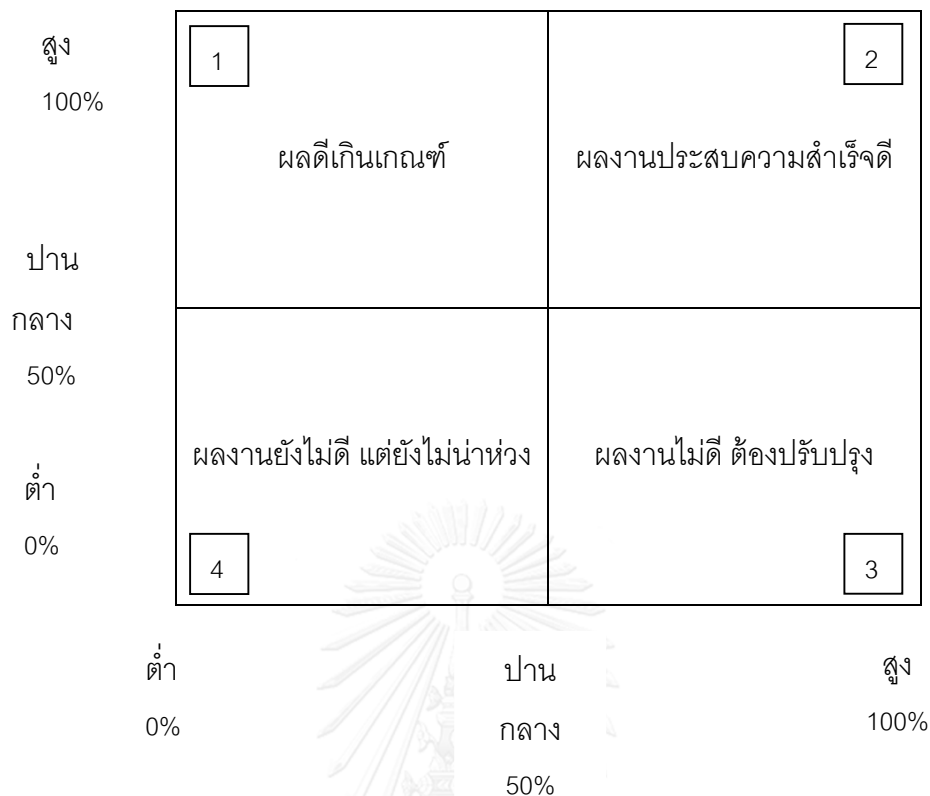 สูง
100%
1
2
ผลดีเกินเกณฑ์
ผลงานประสบความสำเร็จดี
ปาน
กลาง
50%
ผลงานยังไม่ดี แต่ยังไม่น่าห่วง
ผลงานไม่ดี ต้องปรับปรุง
ต่ำ
0%
4
3
ต่ำ
0%
ปาน
กลาง
50%
สูง
100%